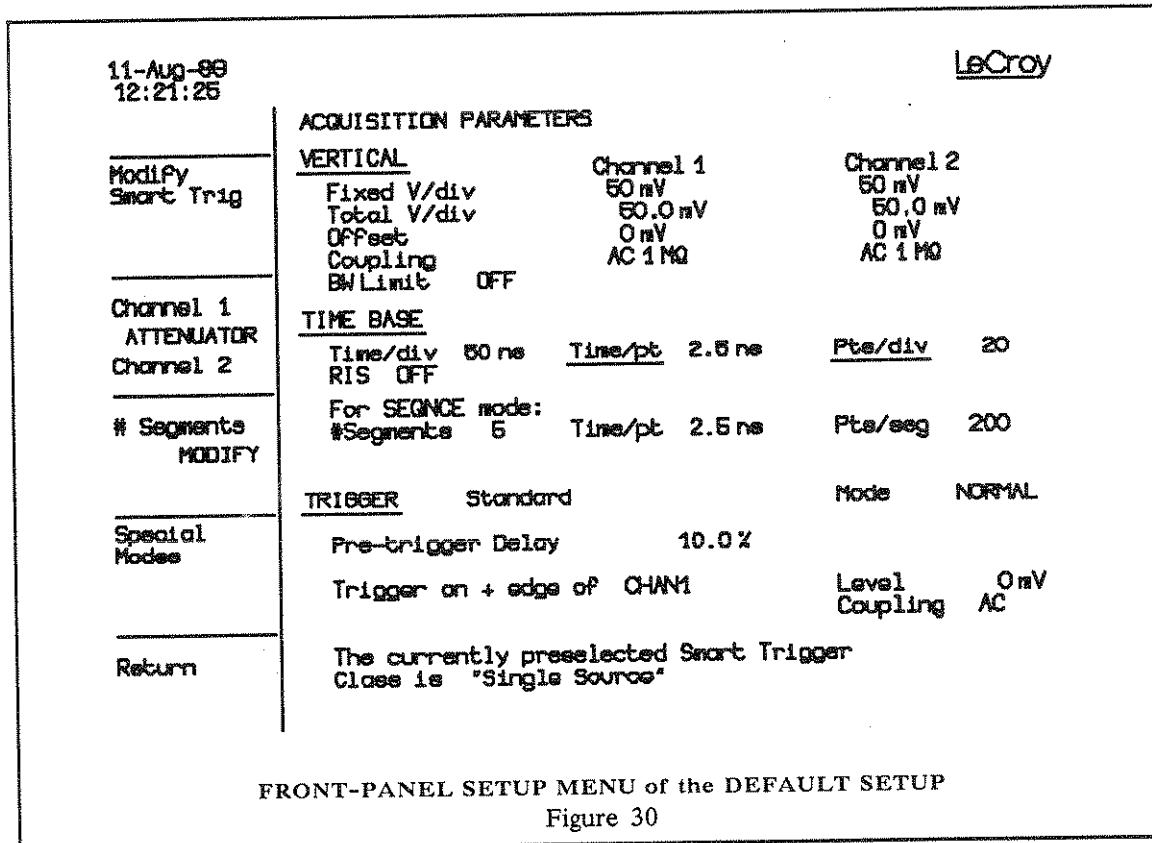 11-Aug-89
12:21:25
LeCroy
ACQUISITION PARAMETERS
Modify
Smart Trig
Channel 1
ATTENUATOR
Channel 2
# Segments
MODIFY
Special
Modes
Return
VERTICAL Channel 1 Channel 2
Fixed V/div 50 mV 50 mV
Total V/div 50.0 mV 50.0 mV
Offset 0 mV 0 mV
Coupling AC 1 MΩ AC 1 MΩ
BW Limit OFF
TIME BASE
Time/div 50 ns Time/pt 2.5 ns Pts/div 20
RIS OFF
For SEQNCE mode:
#Segments 5 Time/pt 2.5 ns Pts/seg 200
TRIGGER Standard Mode NORMAL
Pre-trigger Delay 10.0 %
Trigger on + edge of CHAN1 Level 0 mV
Coupling AC
The currently preselected Smart Trigger
Class is "Single Source"
FRONT-PANEL SETUP MENU of the DEFAULT SETUP
Figure 30